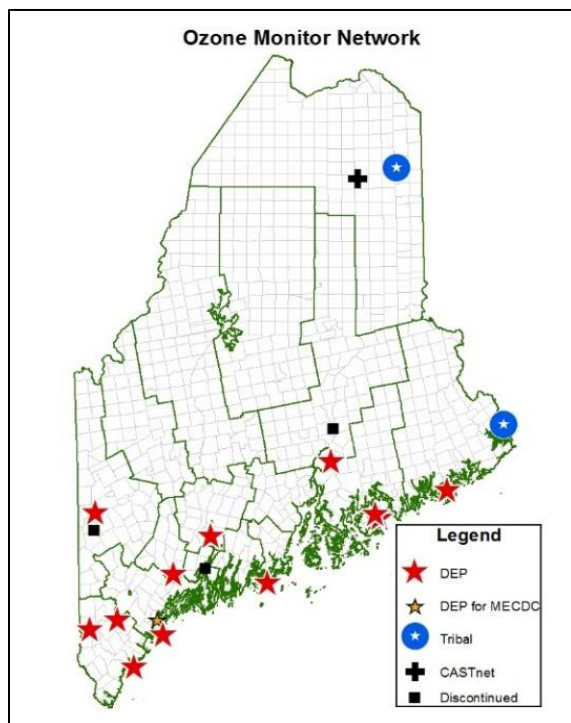 Ozone Monitor Network
Legend
DEP
DEP for MECDC
Tribal
CASTnet
Discontinued